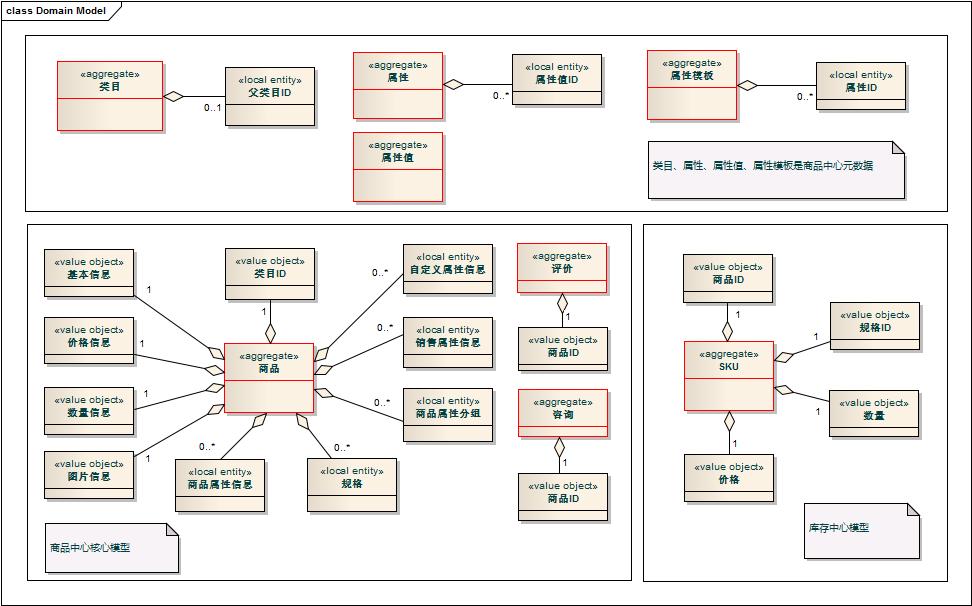 class Domain Model
«aggregate»
类目
0..1
«local entity»
父类目ID
«aggregate»
属性
0..*
«local entity»
属性值ID
«aggregate»
属性值
«aggregate»
属性模板
0..*
«local entity»
属性ID
类目、属性、属性值、属性模板是商品中心元数据
«value object»
基本信息
1
«value object»
价格信息
1
«value object»
数量信息
1
«value object»
图片信息
1
«value object»
类目ID
1
«aggregate»
商品
0..*
«local entity»
商品属性信息
0..*
«local entity»
规格
0..*
«local entity»
自定义属性信息
0..*
«local entity»
销售属性信息
0..*
«local entity»
商品属性分组
«aggregate»
评价
1
«value object»
商品ID
«aggregate»
咨询
1
«value object»
商品ID
商品中心核心模型
«value object»
商品ID
1
«aggregate»
SKU
1
«value object»
规格ID
1
«value object»
数量
1
«value object»
价格
库存中心模型